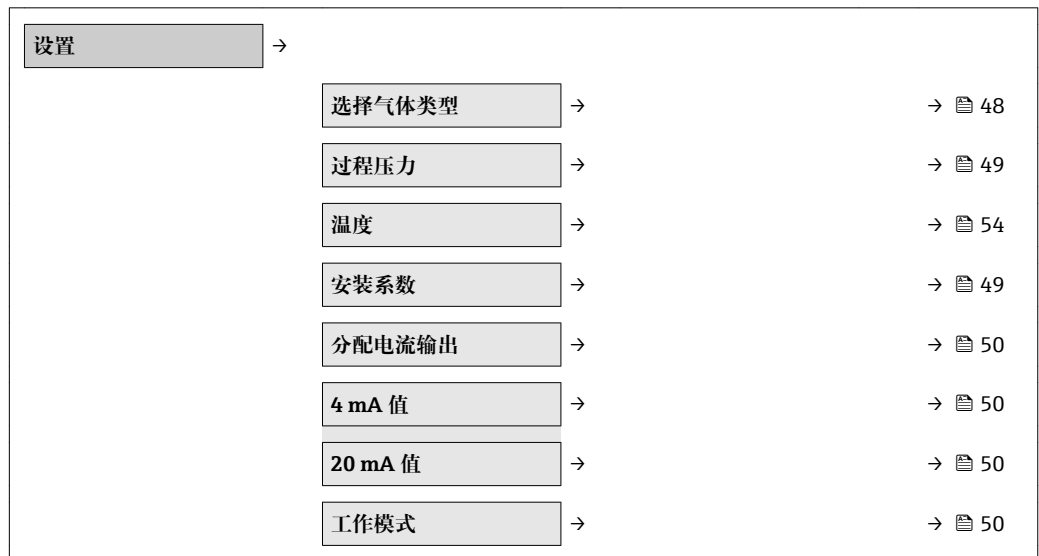 设置 →
选择气体类型 → → 48
过程压力 → → 49
温度 → → 54
安装系数 → → 49
分配电流输出 → → 50
4 mA 值 → → 50
20 mA 值 → → 50
工作模式 → → 50